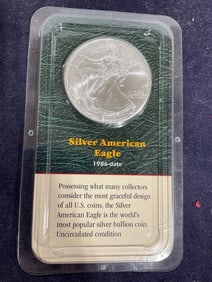 Silver American
Eagle
1986-date
Possessing what many collectors
consider the most graceful design
of all U.S. coins, the Silver
American Eagle is the world's
most popular silver bullion coin.
Uncirculated condition